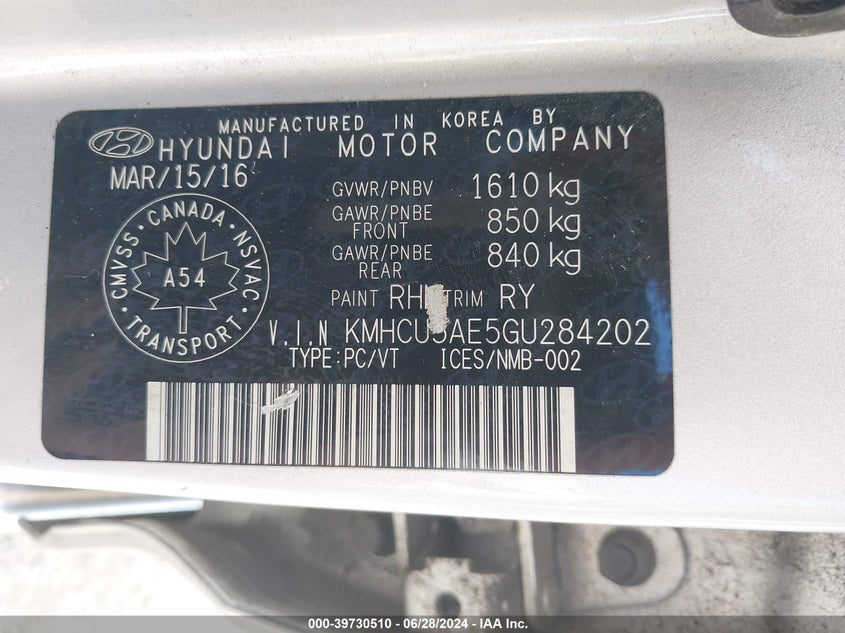 MANUFACTURED IN KOREA BY
HYUNDAI MOTOR COMPANY
MAR/15/16
GVWR/PNBV 1610 kg
GAWR/PNBE FRONT 850 kg
GAWR/PNBE REAR 840 kg
CMVSS · CANADA · NSVAC
A54
TRANSPORT
PAINT TRIM RY
V.I.N KMHCU5AE5GU284202
TYPE:PC/VT ICES/NMB-002
000-39730510 - 06/28/2024 - IAA Inc.